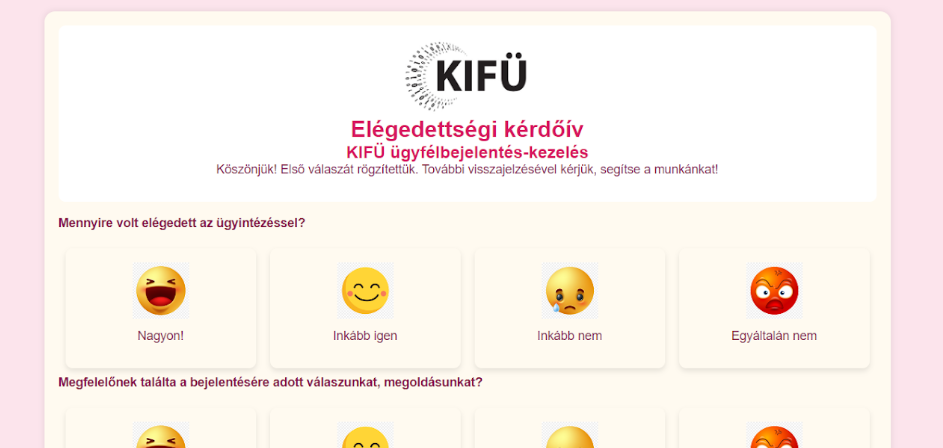 KIFÜ
Elégedettségi kérdőív
KIFÜ ügyfélbejelentés-kezelés
Köszönjük! Első válaszát rögzítettük. További visszajelzésével kérjük, segítse a munkánkat!
Mennyire volt elégedett az ügyintézéssel?
Nagyon!
Inkább igen
Inkább nem
Egyáltalán nem
Megfelelőnek találta a bejelentésére adott válaszunkat, megoldásunkat?